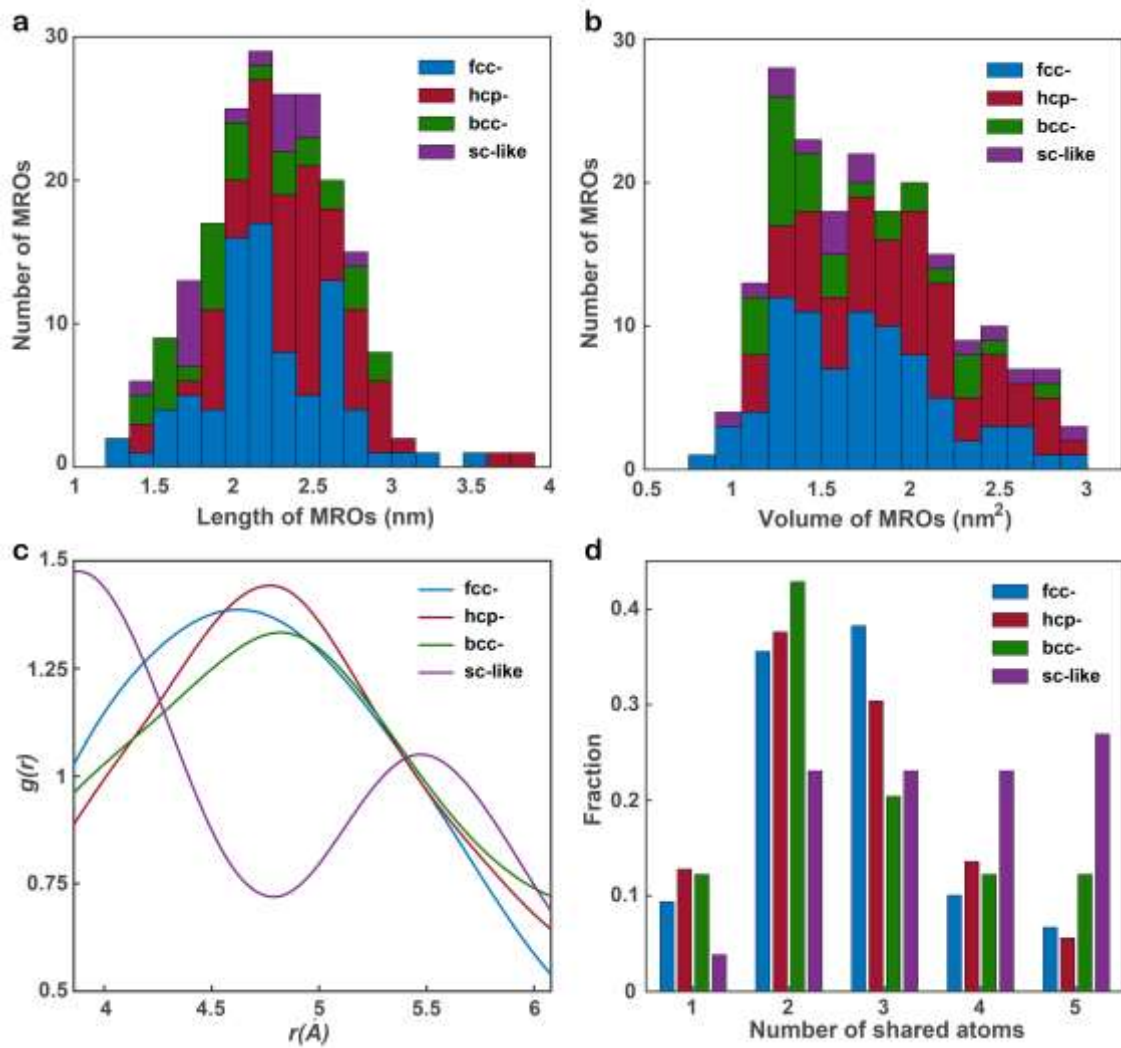 a
30
20
10
0
Number of MROs
fcc-
hcp-
bcc-
sc-like
1 1.5 2 2.5 3 3.5 4
Length of MROs (nm)
b
30
20
10
0
Number of MROs
fcc-
hcp-
bcc-
sc-like
0.5 1 1.5 2 2.5 3
Volume of MROs (nm²)
c
1.5
1.25
1
0.75
0.5
g(r)
fcc-
hcp-
bcc-
sc-like
4 4.5 5 5.5 6
r(Å)
d
0.4
0.3
0.2
0.1
0
Fraction
fcc-
hcp-
bcc-
sc-like
1 2 3 4 5
Number of shared atoms